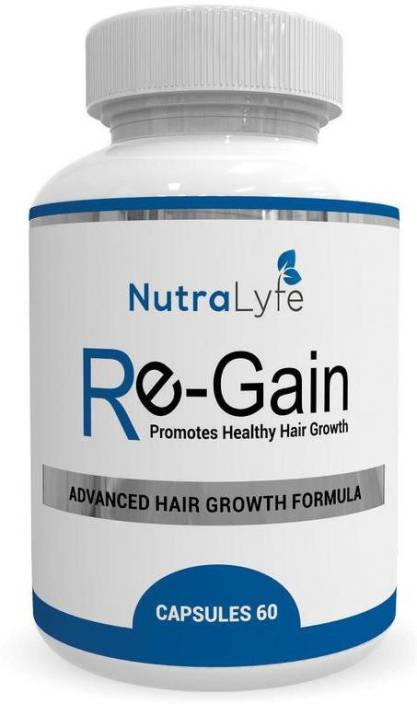 NutraLyfe
Re-Gain
Promotes Healthy Hair Growth
ADVANCED HAIR GROWTH FORMULA
CAPSULES 60